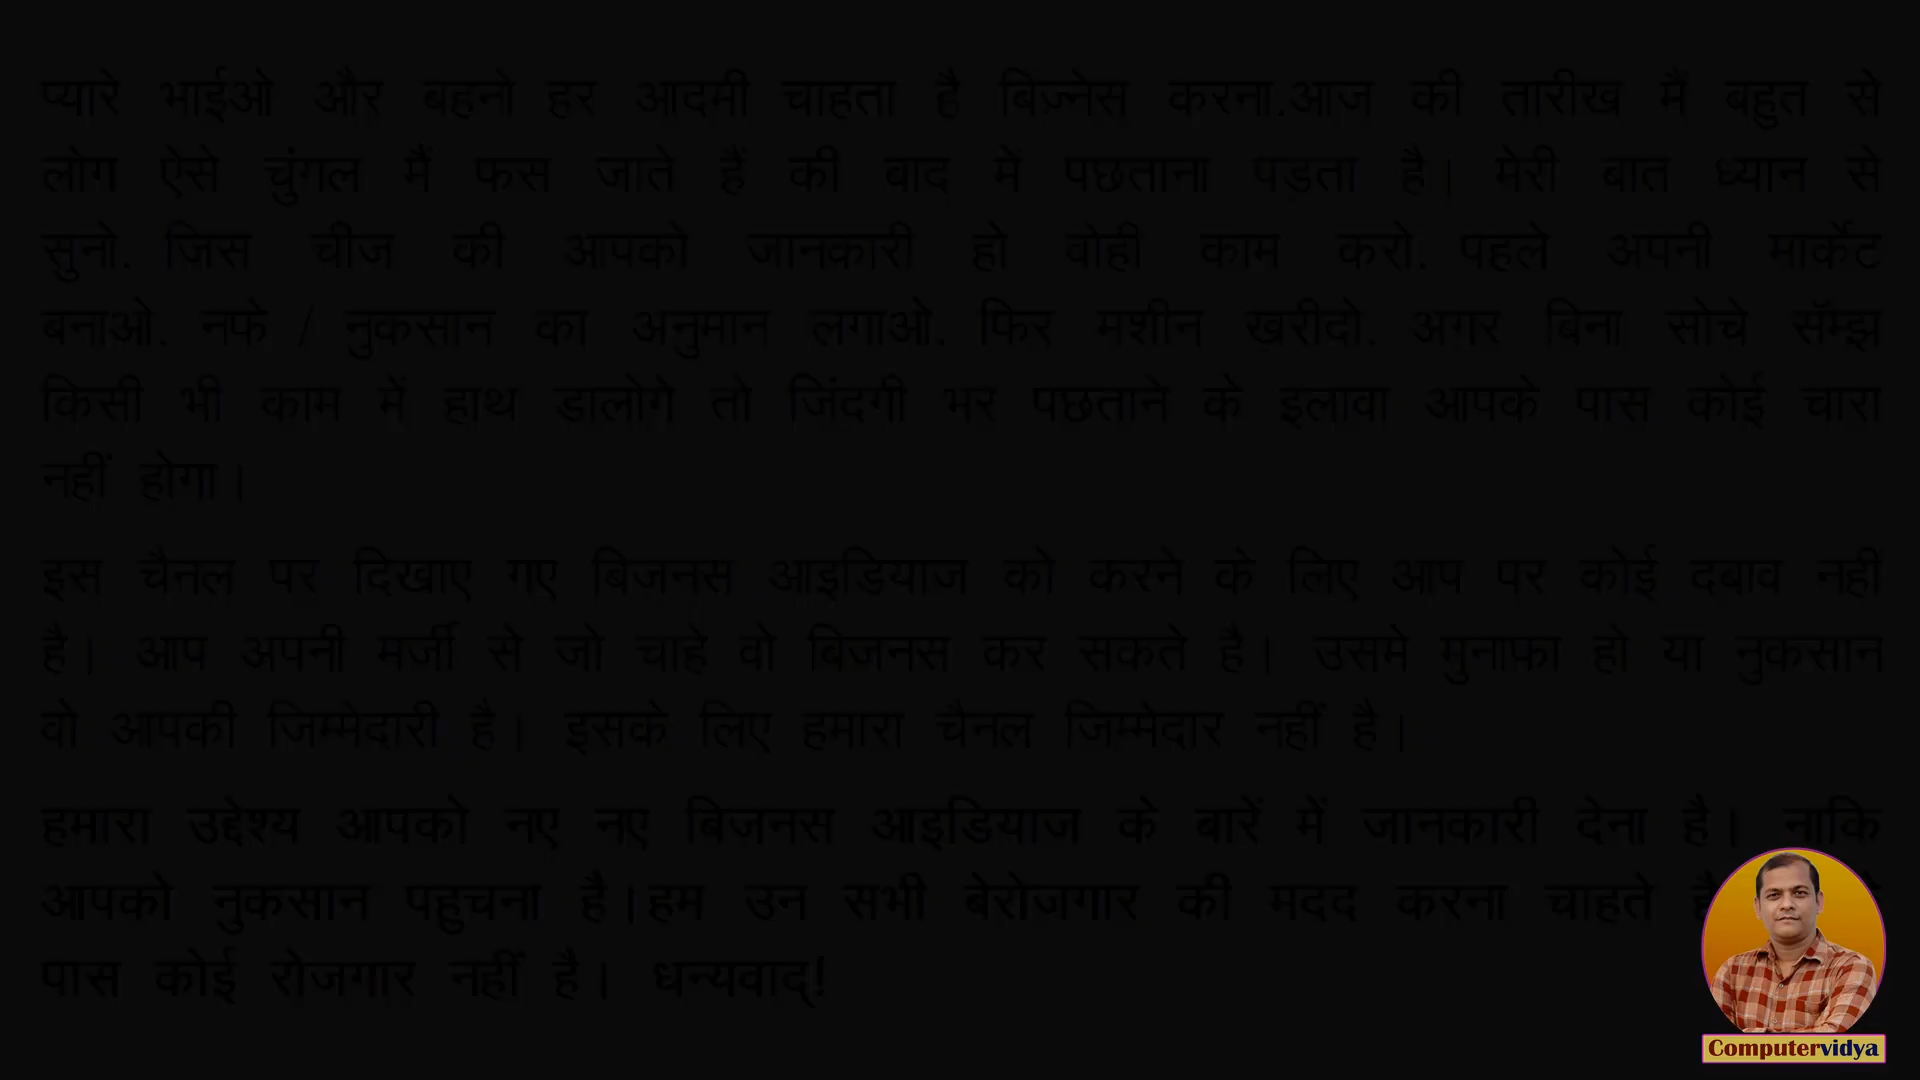 प्यारे भाईओ और बहनो हर आदमी चाहता है बिज़्नेस करना.आज की तारीख मैं बहुत से
लोग ऐसे चुंगल मैं फस जाते हैं की बाद में पछताना पड़ता है। मेरी बात ध्यान से
सुनो. जिस चीज की आपको जानकारी हो वोही काम करो. पहले अपनी मार्केट
बनाओ. नफे / नुकसान का अनुमान लगाओ. फिर मशीन खरीदो. अगर बिना सोचे सॅम्झ
किसी भी काम में हाथ डालोगे तो जिंदगी भर पछताने के इलावा आपके पास कोई चारा
नहीं होगा।
इस चैनल पर दिखाए गए बिजनस आइडियाज को करने के लिए आप पर कोई दबाव नहीं
है। आप अपनी मर्जी से जो चाहे वो बिजनस कर सकते है। उसमे मुनाफा हो या नुकसान
वो आपकी जिम्मेदारी है। इसके लिए हमारा चैनल जिम्मेदार नहीं है।
हमारा उद्देश्य आपको नए नए बिजनस आइडियाज के बारें में जानकारी देना है। नाकि
आपको नुकसान पहुचना है।हम उन सभी बेरोजगार की मदद करना चाहते
पास कोई रोजगार नहीं है। धन्यवाद्!
Computervidya